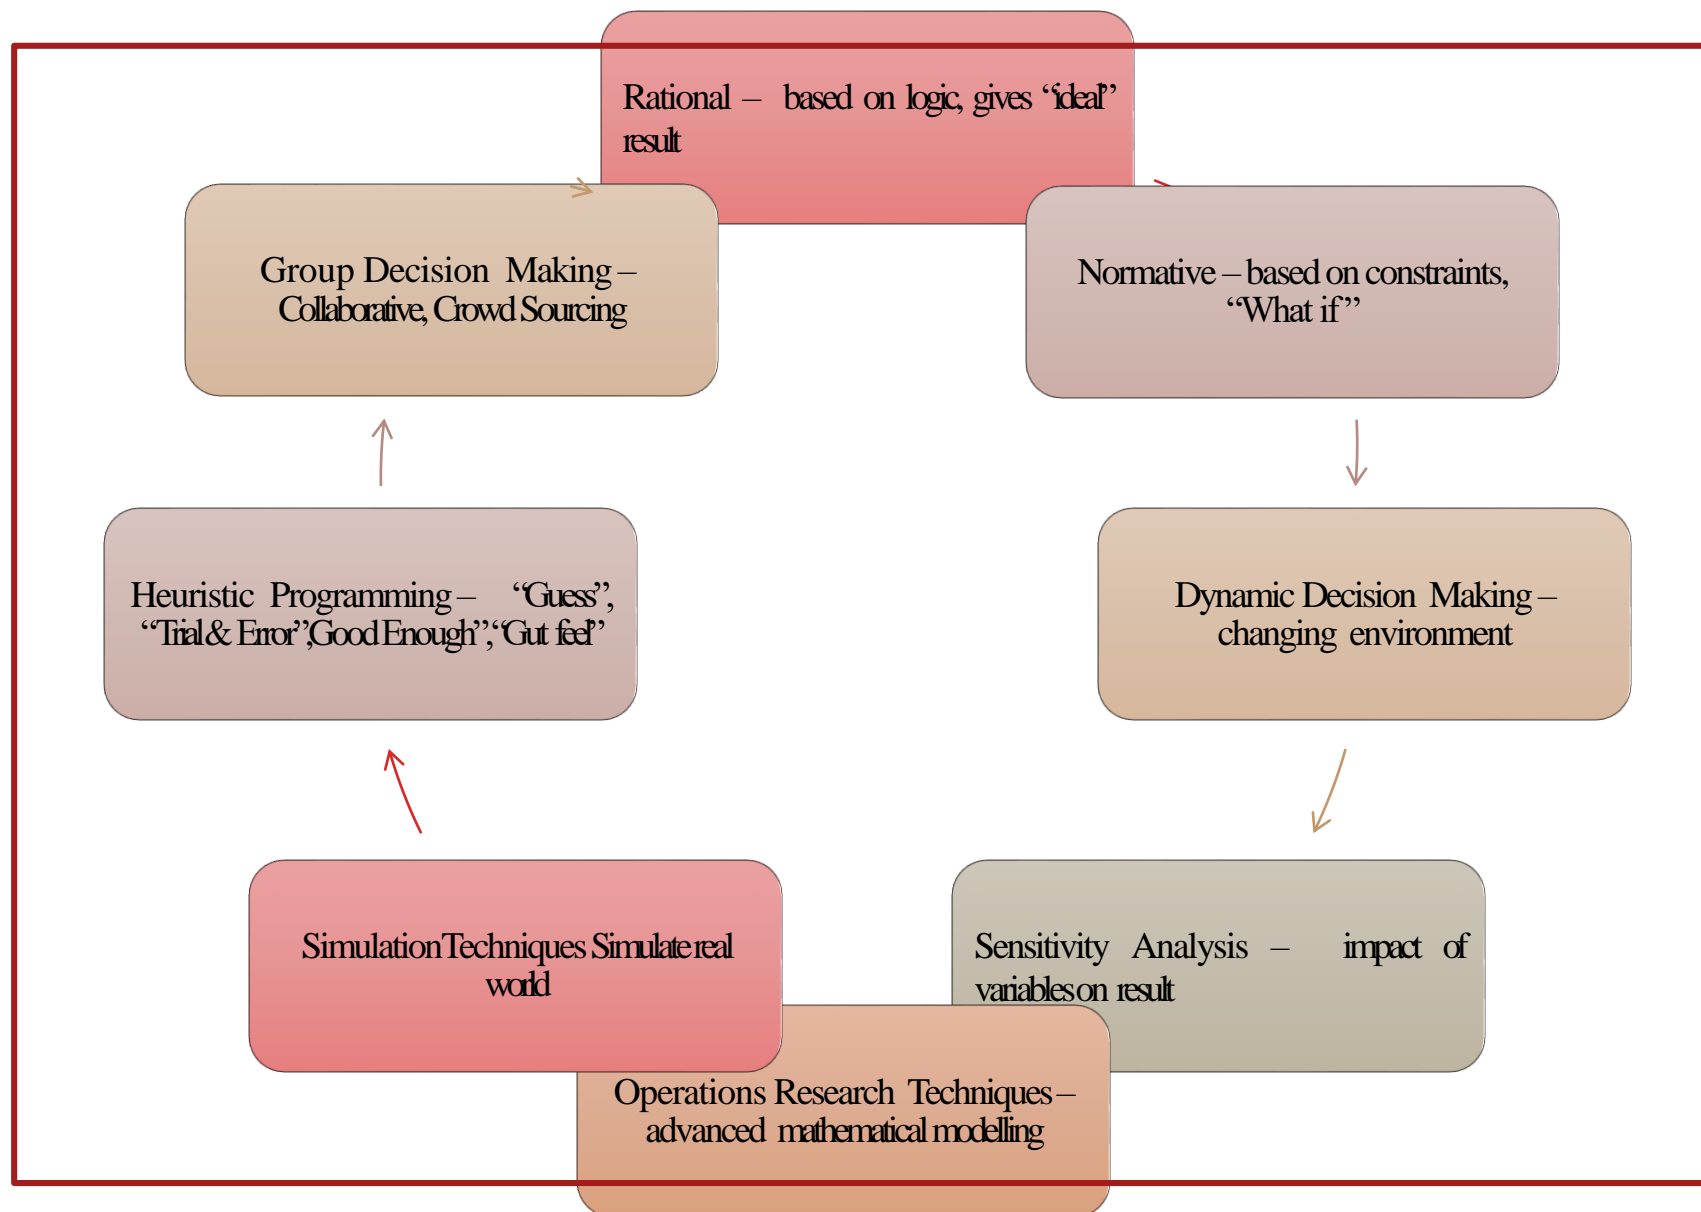 Rational – based on logic, gives “ideal”
result
Normative – based on constraints,
“What if”
Dynamic Decision Making –
changing environment
Sensitivity Analysis – impact of
variables on result
Operations Research Techniques –
advanced mathematical modelling
Simulation Techniques Simulate real
world
Heuristic Programming – “Guess”,
“Trial & Error”,Good Enough”,“Gut feel”
Group Decision Making –
Collaborative, Crowd Sourcing